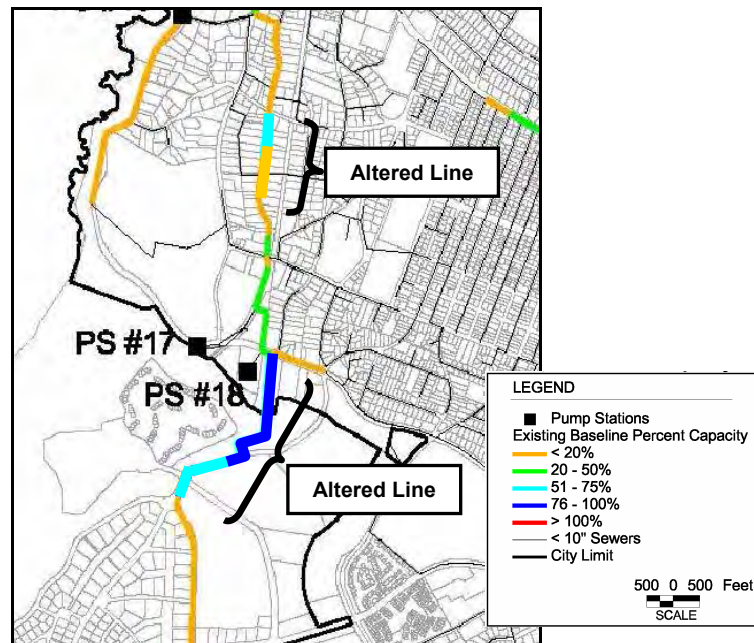 Altered Line
PS #17
PS #18
Altered Line
LEGEND
Pump Stations
Existing Baseline Percent Capacity
< 20%
20 - 50%
51 - 75%
76 - 100%
> 100%
< 10" Sewers
City Limit
500 0 500 Feet
SCALE